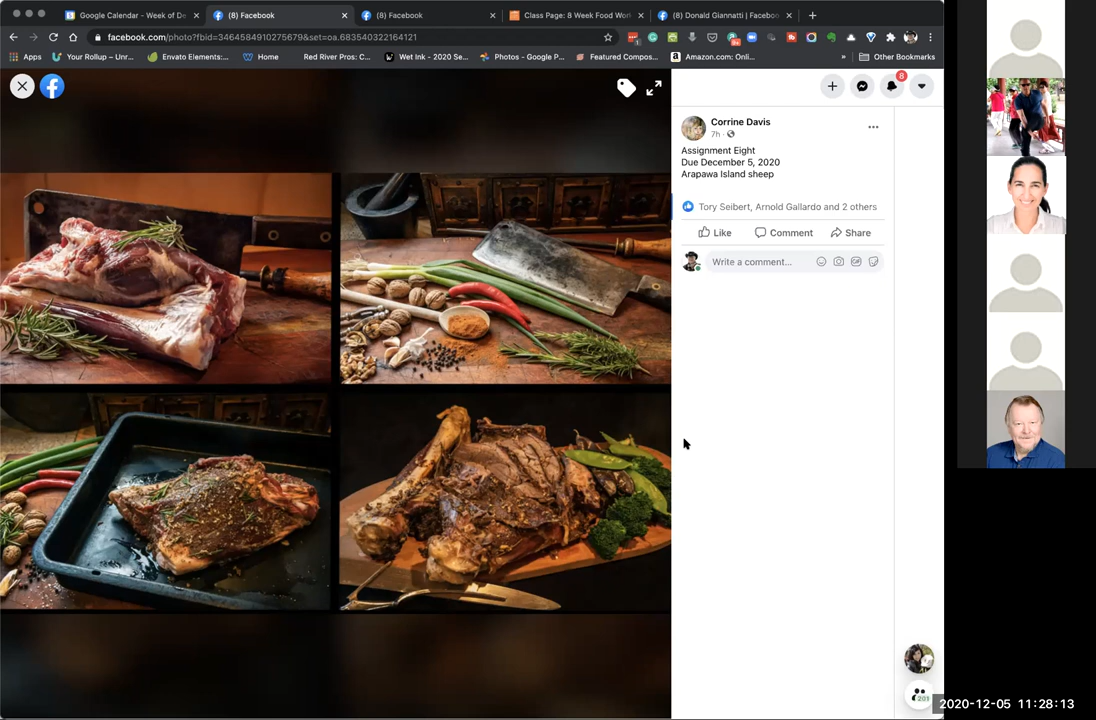 Google Calendar - Week of De
(8) Facebook
(8) Facebook
Class Page: 8 Week Food Wor
(8) Donald Giannatti | Faceboo
facebook.com/photo?fbid=3464584910275679&set=oa.683540322164121
Apps
Your Rollup – Unr...
Envato Elements:...
Home
Red River Pros: C...
Wet Ink - 2020 Se...
Photos - Google P...
Featured Compos...
Amazon.com: Onli...
»
Other Bookmarks
8
Corrine Davis
7h ·
Assignment Eight
Due December 5, 2020
Arapawa Island sheep
Tory Seibert, Arnold Gallardo and 2 others
Like
Comment
Share
Write a comment...
201
2020-12-05 11:28:13